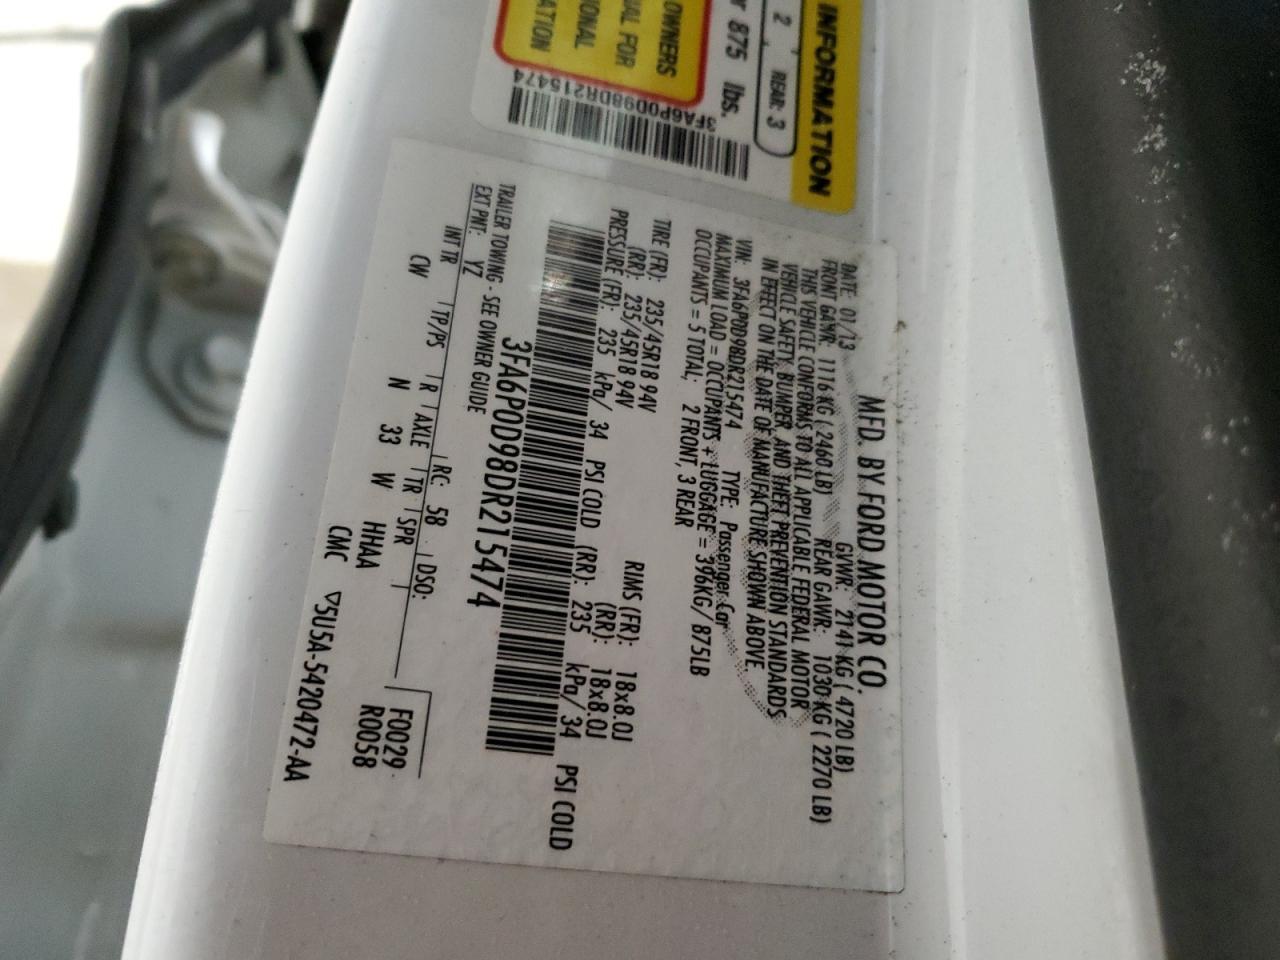 INFORMATION
2
REAR: 3
875 lbs.
OWNERS
FOR
3FA6P0D98DR215474
MFD. BY FORD MOTOR CO.
DATE: 01/13 GVWR: 2141 KG ( 4720 LB)
FRONT GAWR: 1116 KG ( 2460 LB) REAR GAWR: 1030 KG ( 2270 LB)
THIS VEHICLE CONFORMS TO ALL APPLICABLE FEDERAL MOTOR
VEHICLE SAFETY, BUMPER, AND THEFT PREVENTION STANDARDS
IN EFFECT ON THE DATE OF MANUFACTURE SHOWN ABOVE.
VIN: 3FA6P0D98DR215474 TYPE: Passenger Car
MAXIMUM LOAD = OCCUPANTS + LUGGAGE = 396KG/ 875LB
OCCUPANTS = 5 TOTAL; 2 FRONT, 3 REAR
TIRE (FR): 235/45R18 94V RIMS (FR): 18x8.0J
(RR): 235/45R18 94V (RR): 18x8.0J
PRESSURE (FR): 235 kPa/ 34 PSI COLD (RR): 235 kPa/ 34 PSI COLD
3FA6P0D98DR215474
TRAILER TOWING - SEE OWNER GUIDE
EXT PNT: YZ RC: 58 DSO:
INT TR TP/PS R AXLE TR SPR F0029
CW N 33 W HHAA R0058
CMC ▽5U5A-5420472-AA